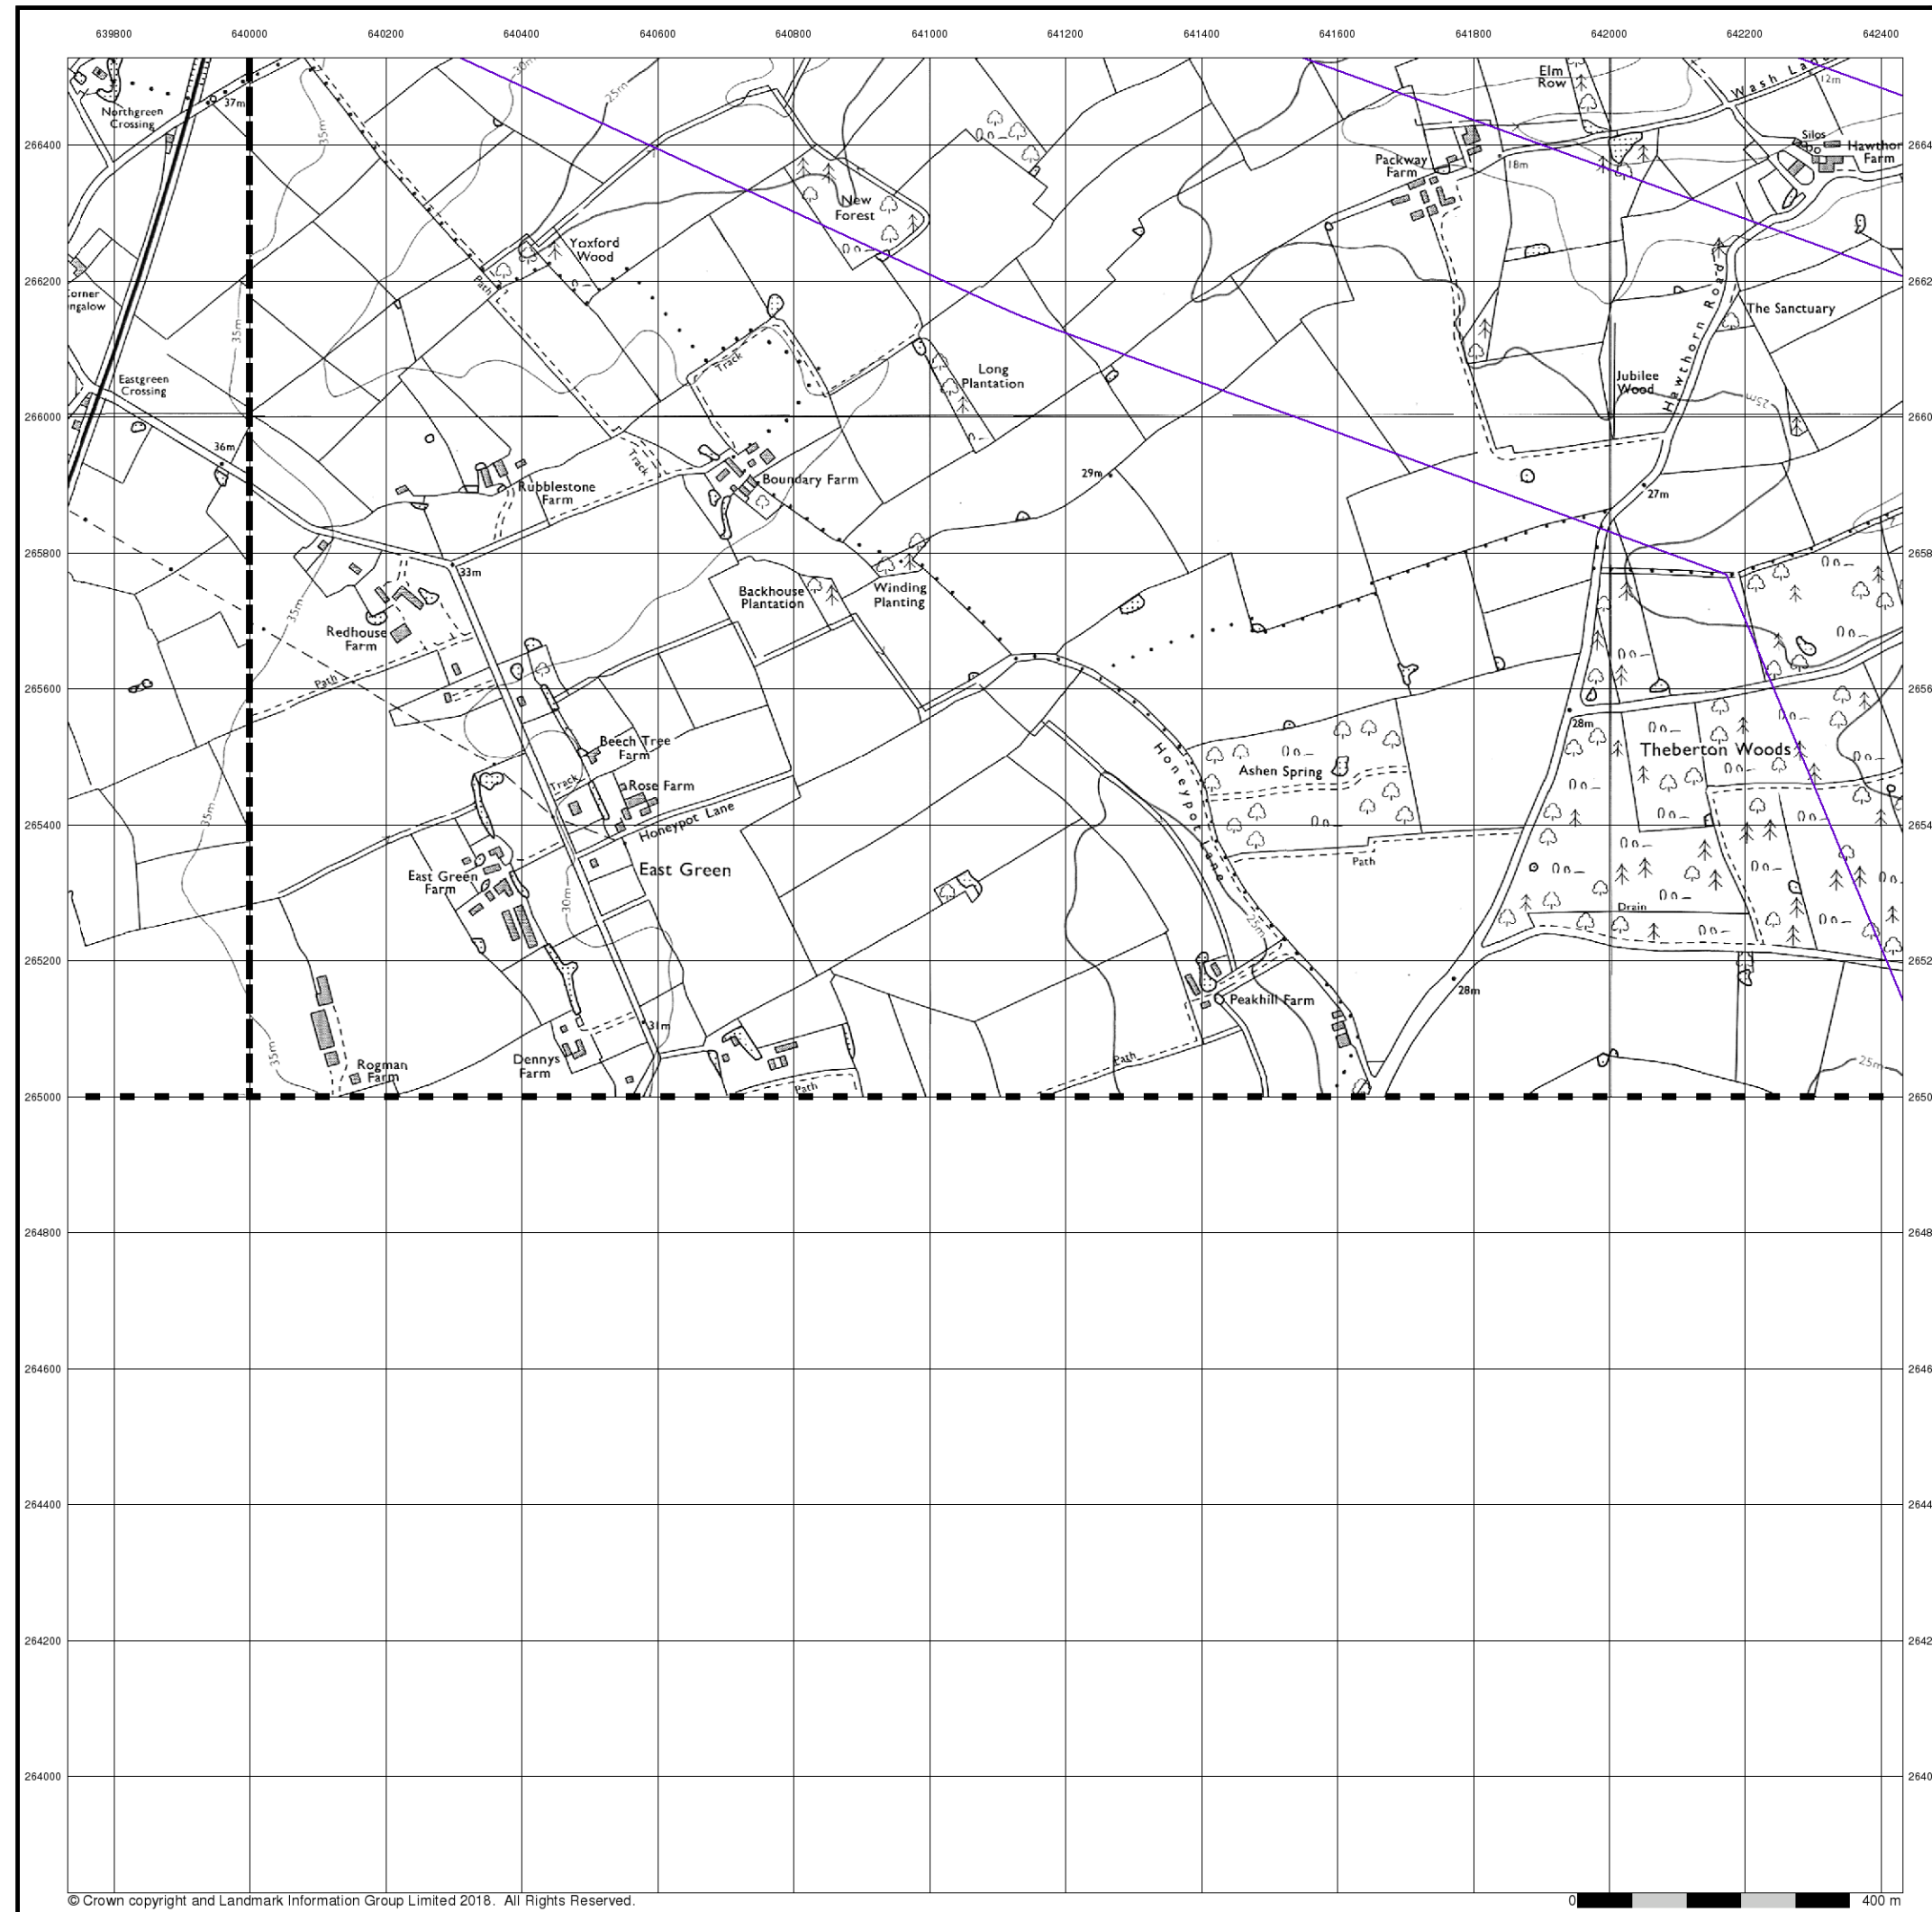 639800 640000 640200 640400 640600 640800 641000 641200 641400 641600 641800 642000 642200 642400
30m
25m
Elm
Row
Wash
12m
Northgreen
Crossing
37m
35m
266400
Silos
Hawthor
Farm
Packway
Farm
18m
New
Forest
Yoxford
Wood
Path
266200
orner
ngalow
35m
Hawthorn Road
The Sanctuary
Track
Long
Plantation
Eastgreen
Crossing
Jubilee
Wood
25m
266000
36m
Track
Rubblestone
Farm
Boundary Farm
29m
27m
265800
33m
35m
Backhouse
Plantation
Winding
Planting
Redhouse
Farm
Path
265600
28m
Beech Tree
Farm
Honeypot Lane
Theberton Woods
Ashen Spring
Track
Rose Farm
Honeypot Lane
35m
265400
Path
East Green
Farm
East Green
30m
Drain
25m
265200
28m
Peakhill Farm
31m
35m
Rogman
Farm
Dennys
Farm
Path
Path
25m
265000
264800
264600
264400
264200
264000
© Crown copyright and Landmark Information Group Limited 2018. All Rights Reserved.
0 400 m